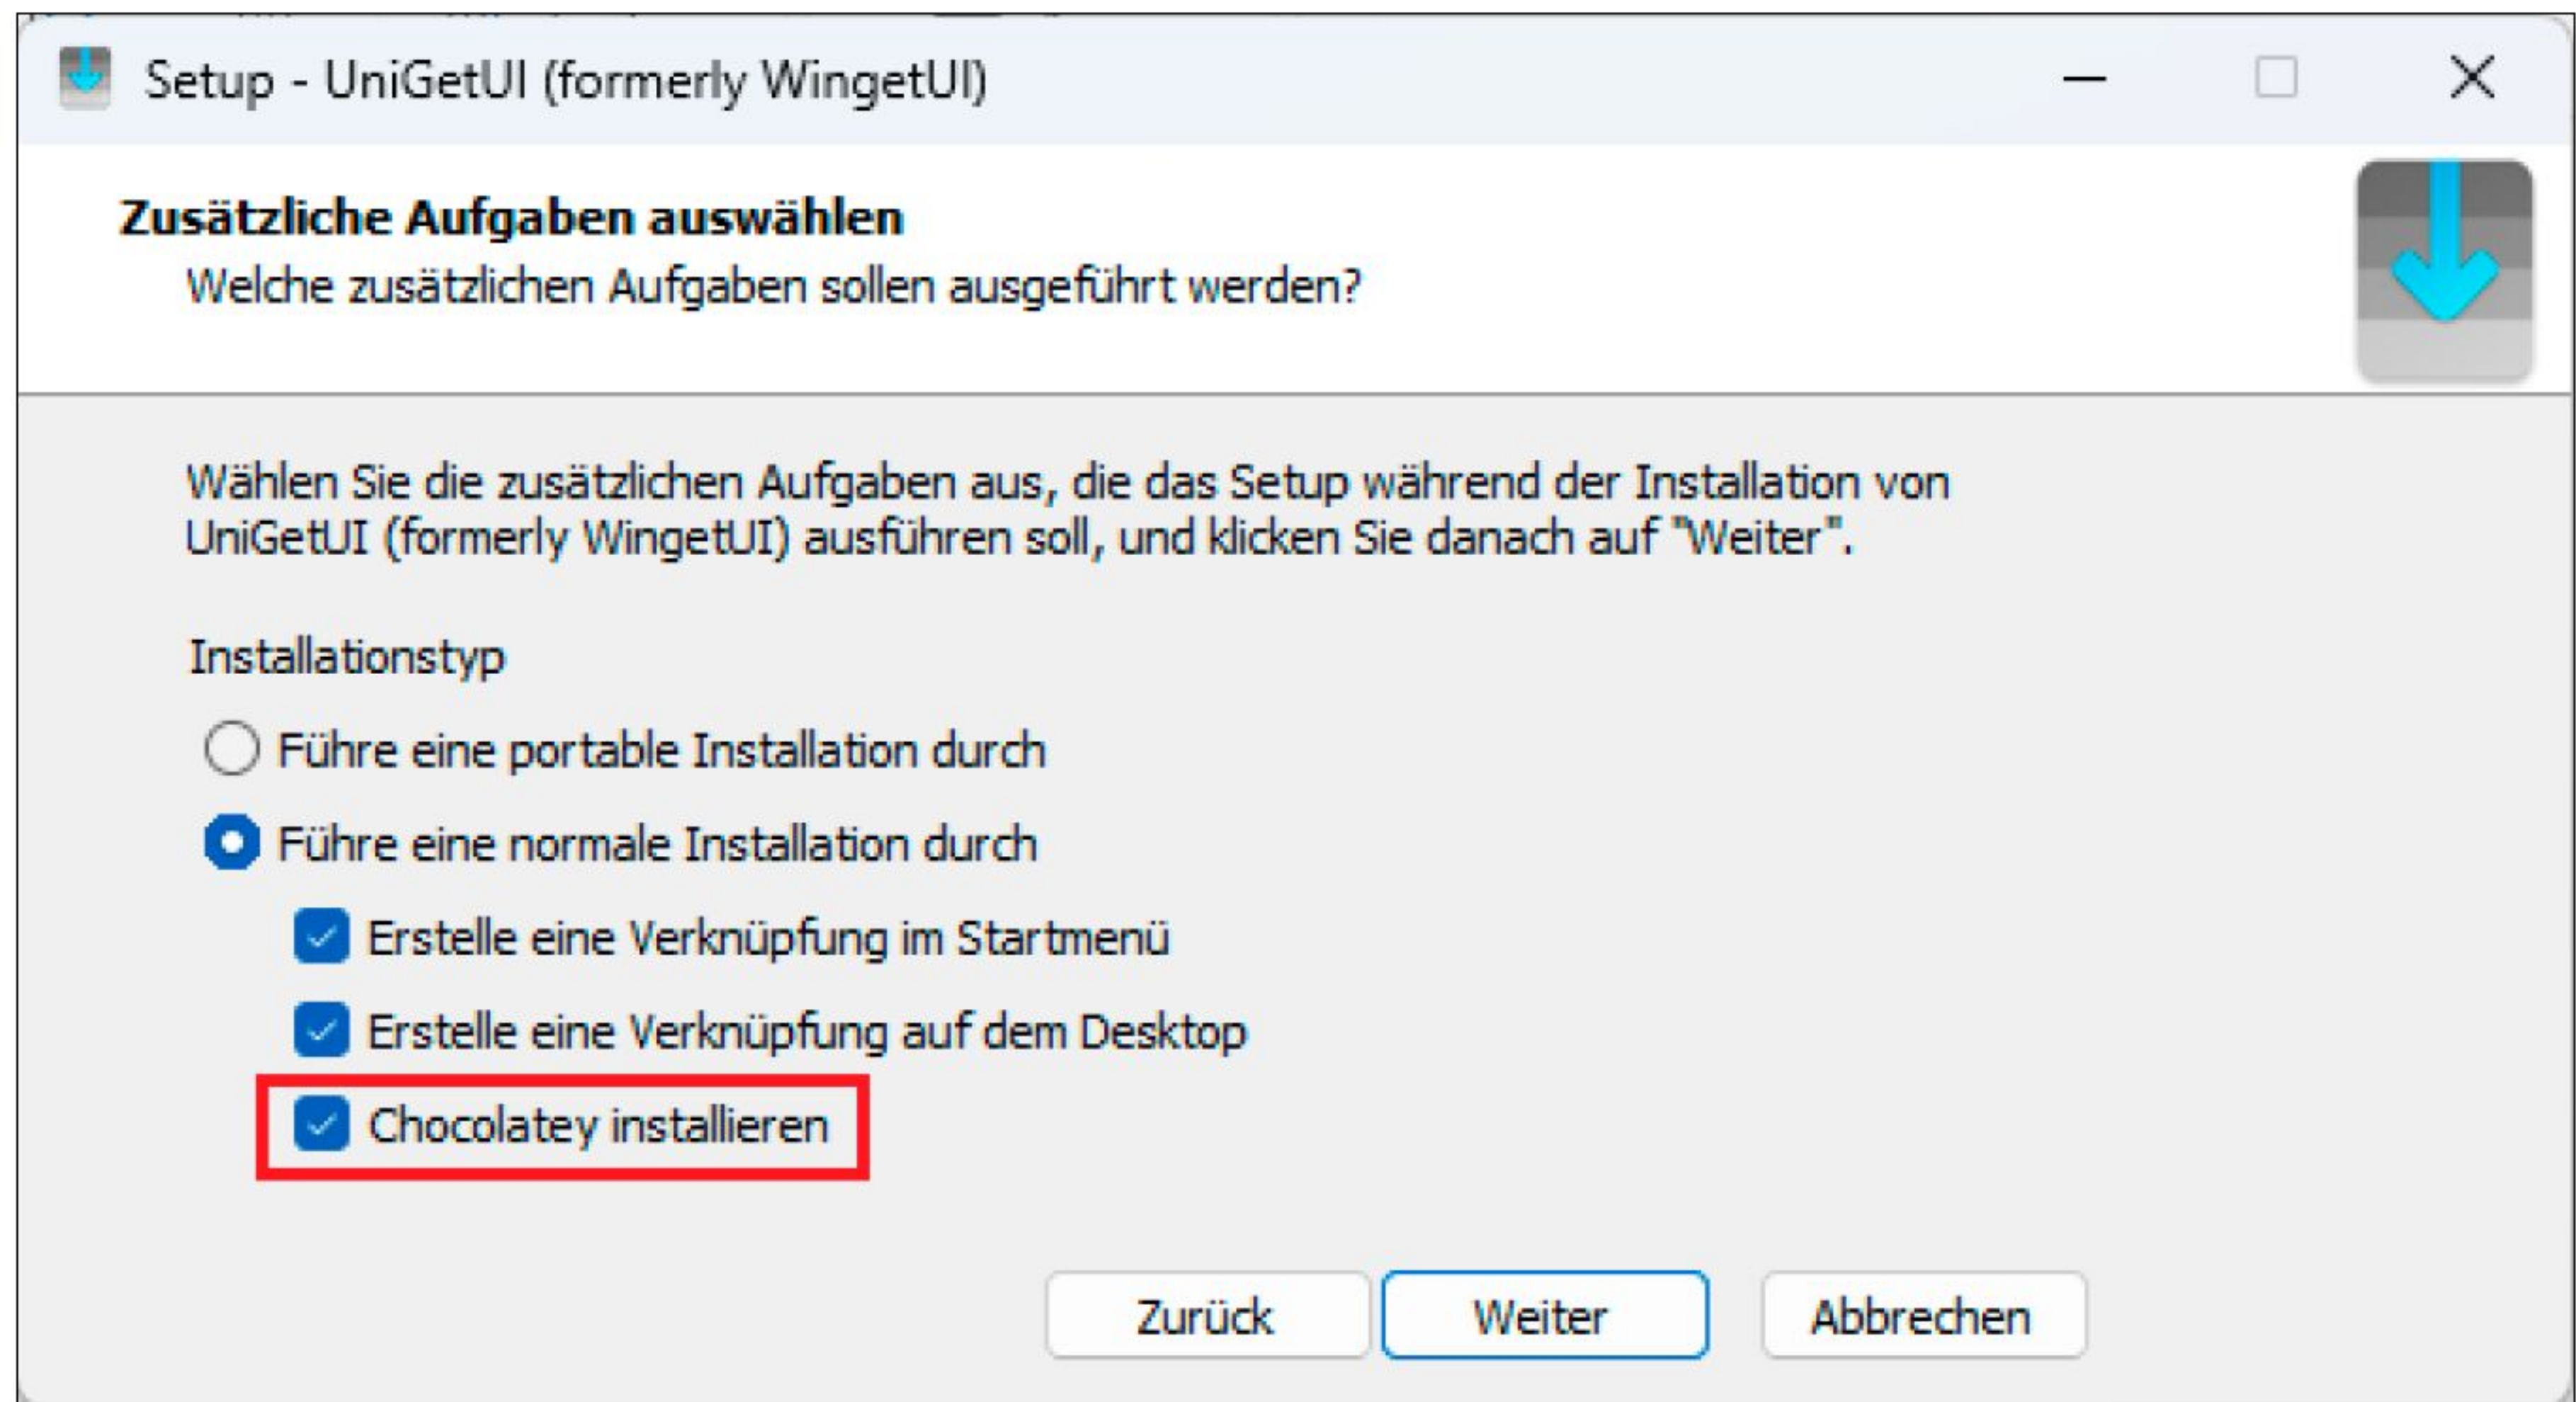 Setup - UniGetUI (formerly WingetUI)
Zusätzliche Aufgaben auswählen
Welche zusätzlichen Aufgaben sollen ausgeführt werden?
Wählen Sie die zusätzlichen Aufgaben aus, die das Setup während der Installation von
UniGetUI (formerly WingetUI) ausführen soll, und klicken Sie danach auf "Weiter".
Installationstyp
Führe eine portable Installation durch
Führe eine normale Installation durch
Erstelle eine Verknüpfung im Startmenü
Erstelle eine Verknüpfung auf dem Desktop
Chocolatey installieren
Zurück Weiter Abbrechen